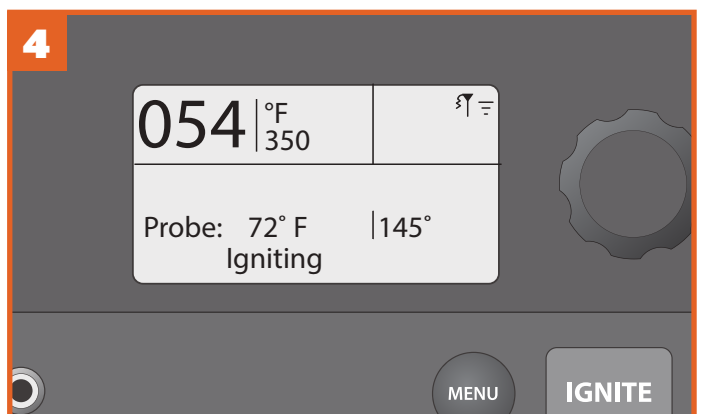 4
054 °F
350
Probe: 72° F 145°
Igniting
MENU IGNITE